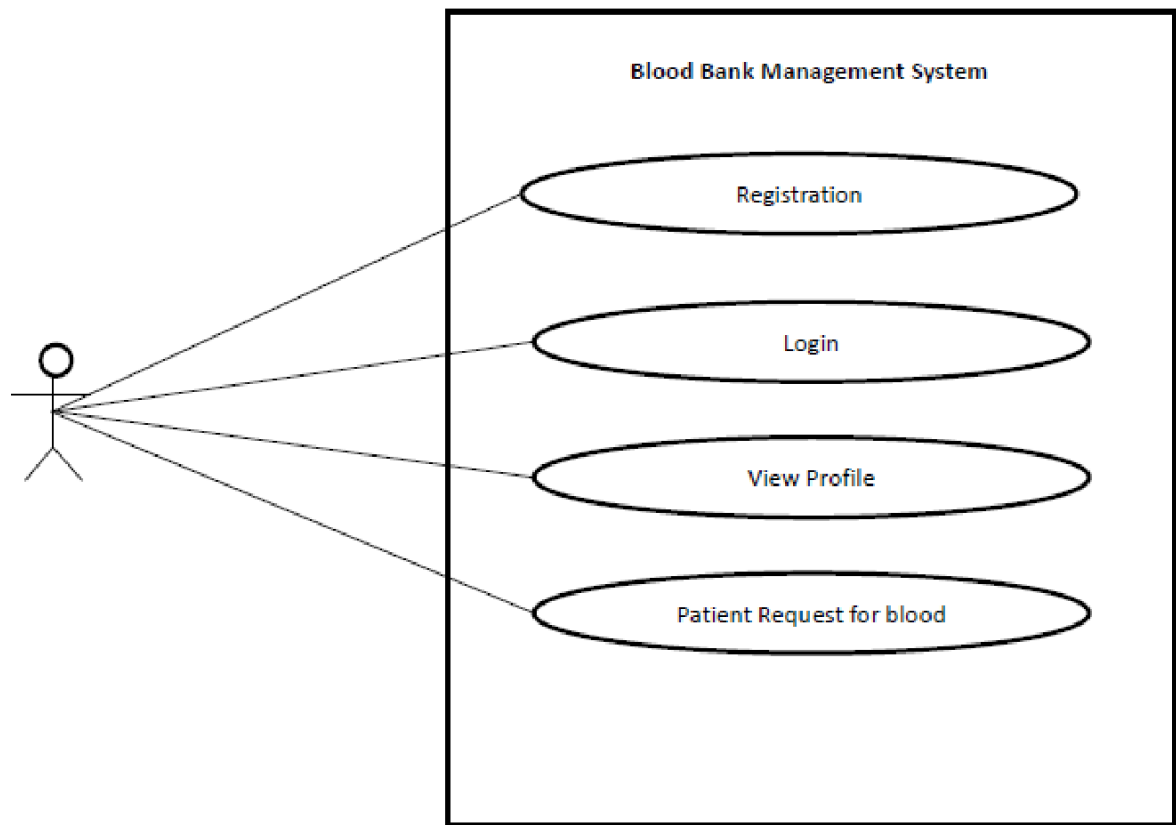 Blood Bank Management System
Registration
Login
View Profile
Patient Request for blood